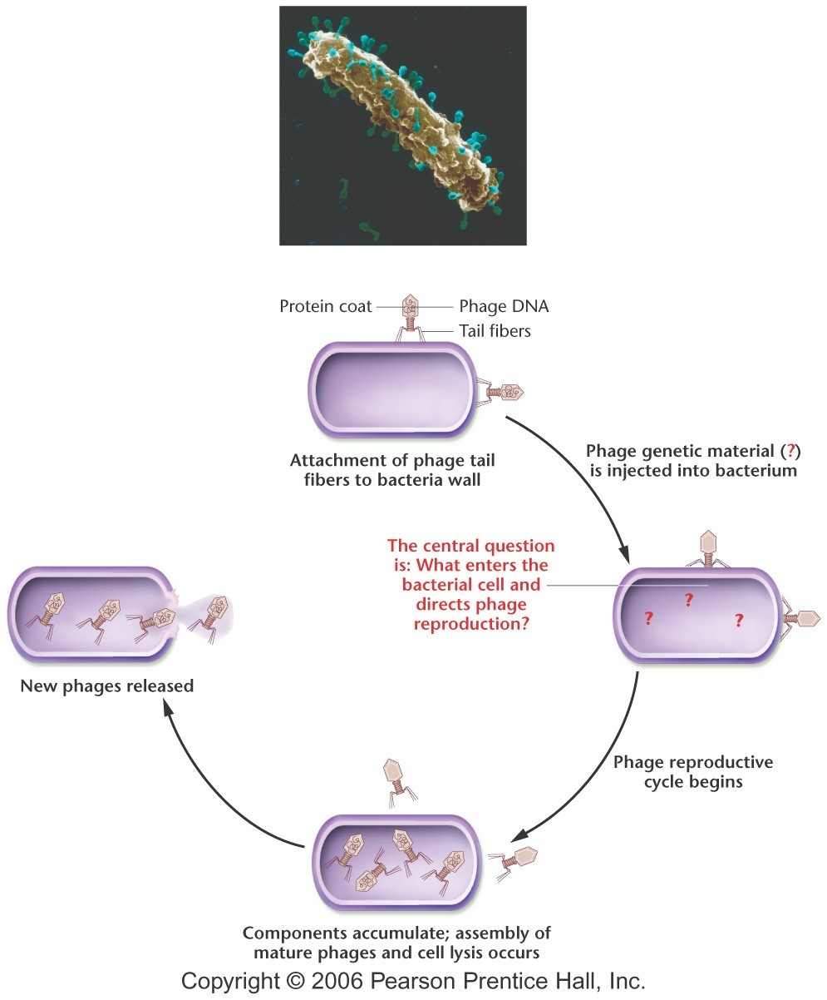 Protein coat
Phage DNA
Tail fibers
Attachment of phage tail
fibers to bacteria wall
Phage genetic material (?)
is injected into bacterium
The central question
is: What enters the
bacterial cell and
directs phage
reproduction?
?
?
?
Phage reproductive
cycle begins
Components accumulate; assembly of
mature phages and cell lysis occurs
New phages released
Copyright © 2006 Pearson Prentice Hall, Inc.